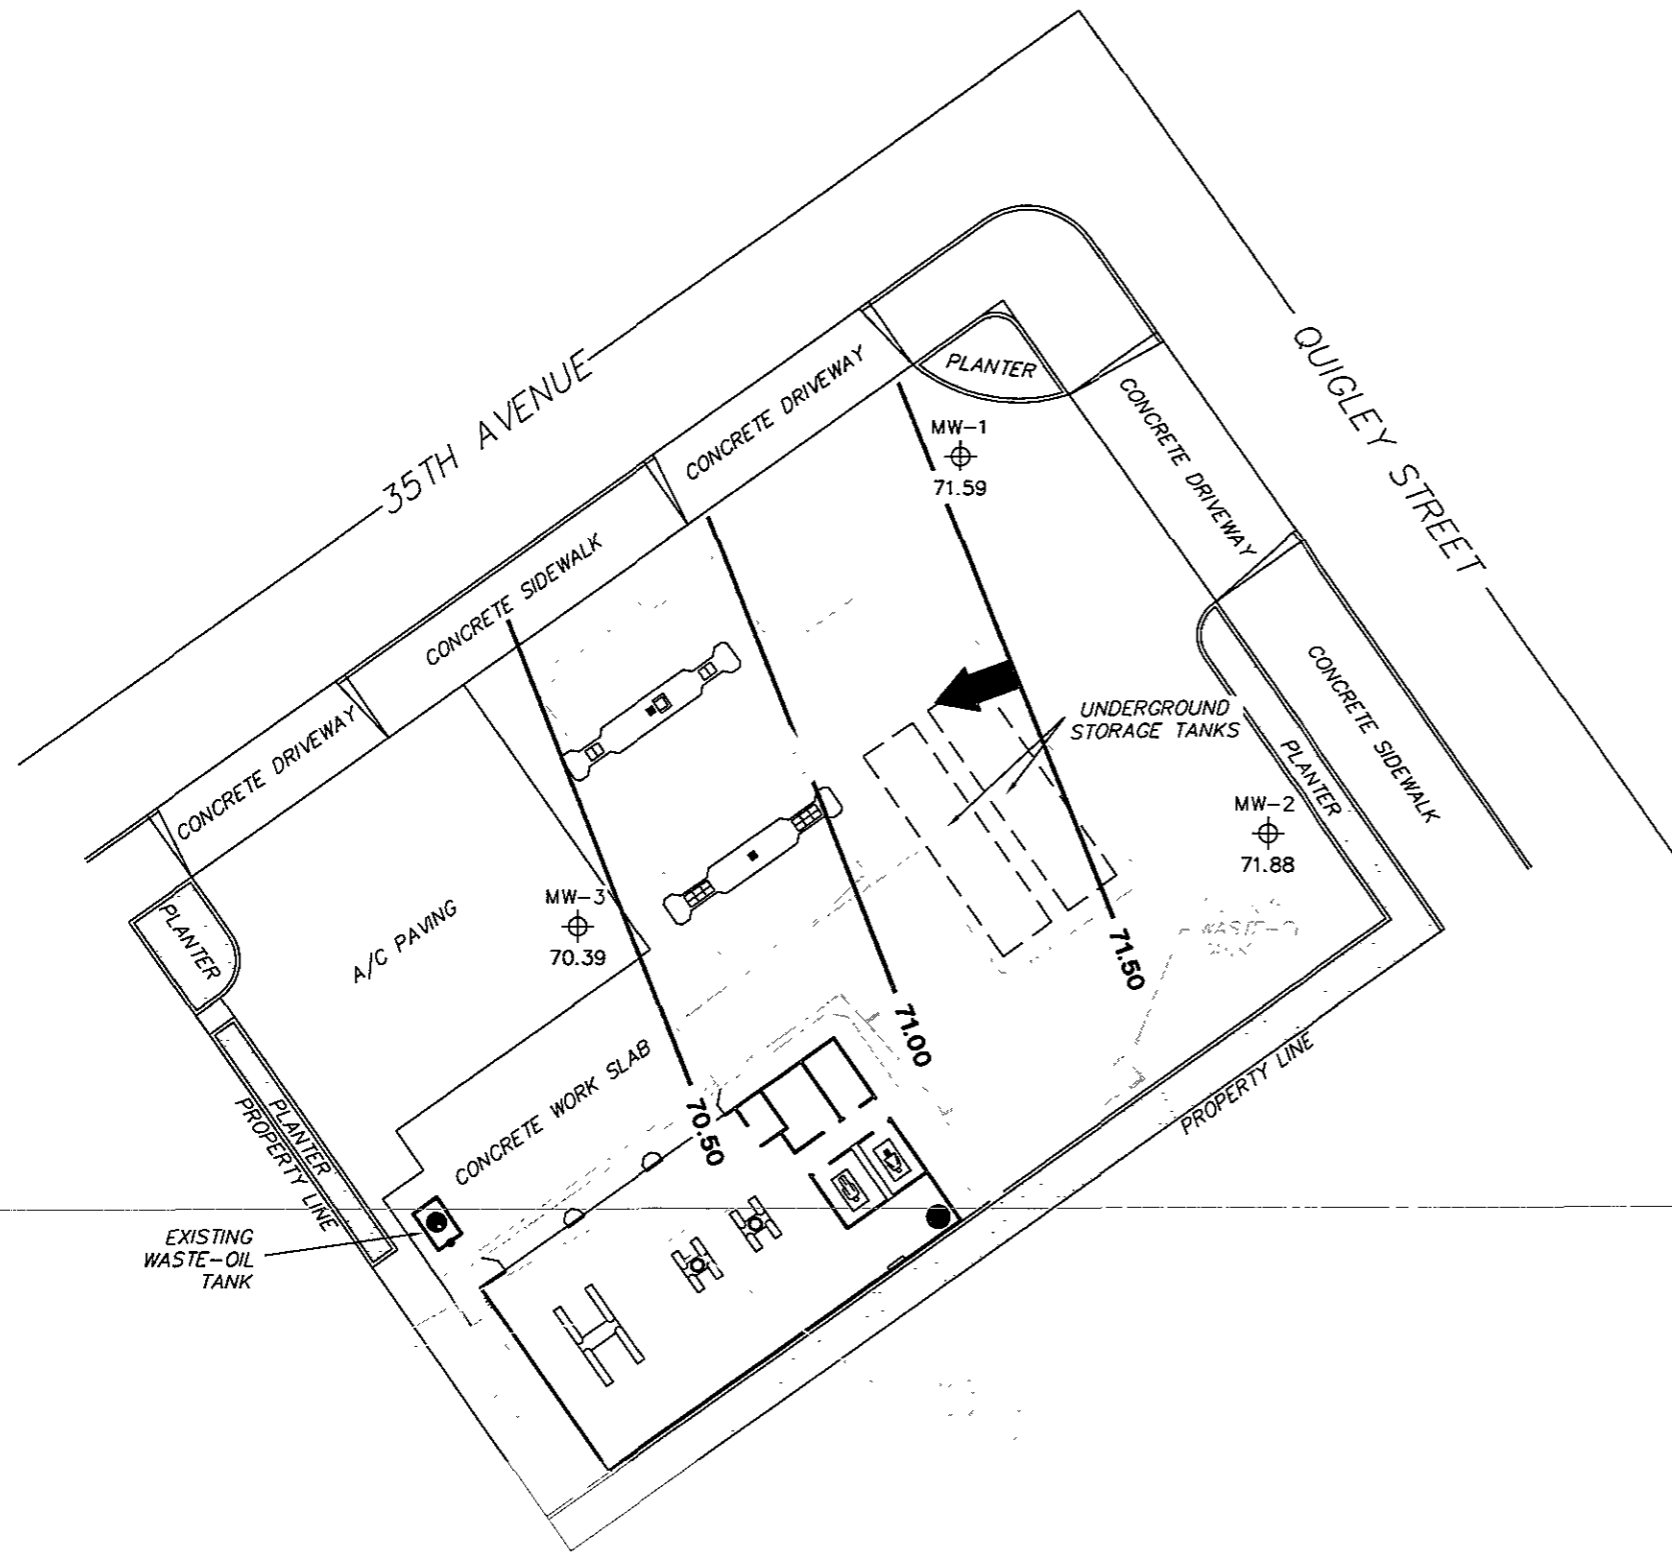 35TH AVENUE
QUIGLEY STREET
PLANTER
CONCRETE DRIVEWAY
CONCRETE DRIVEWAY
MW-1
71.59
CONCRETE SIDEWALK
CONCRETE DRIVEWAY
UNDERGROUND
STORAGE TANKS
CONCRETE SIDEWALK
PLANTER
MW-2
71.88
MW-3
70.39
A/C PAVING
PLANTER
71.50
71.00
70.50
CONCRETE WORK SLAB
PROPERTY LINE
PLANTER
PROPERTY LINE
EXISTING
WASTE-OIL
TANK